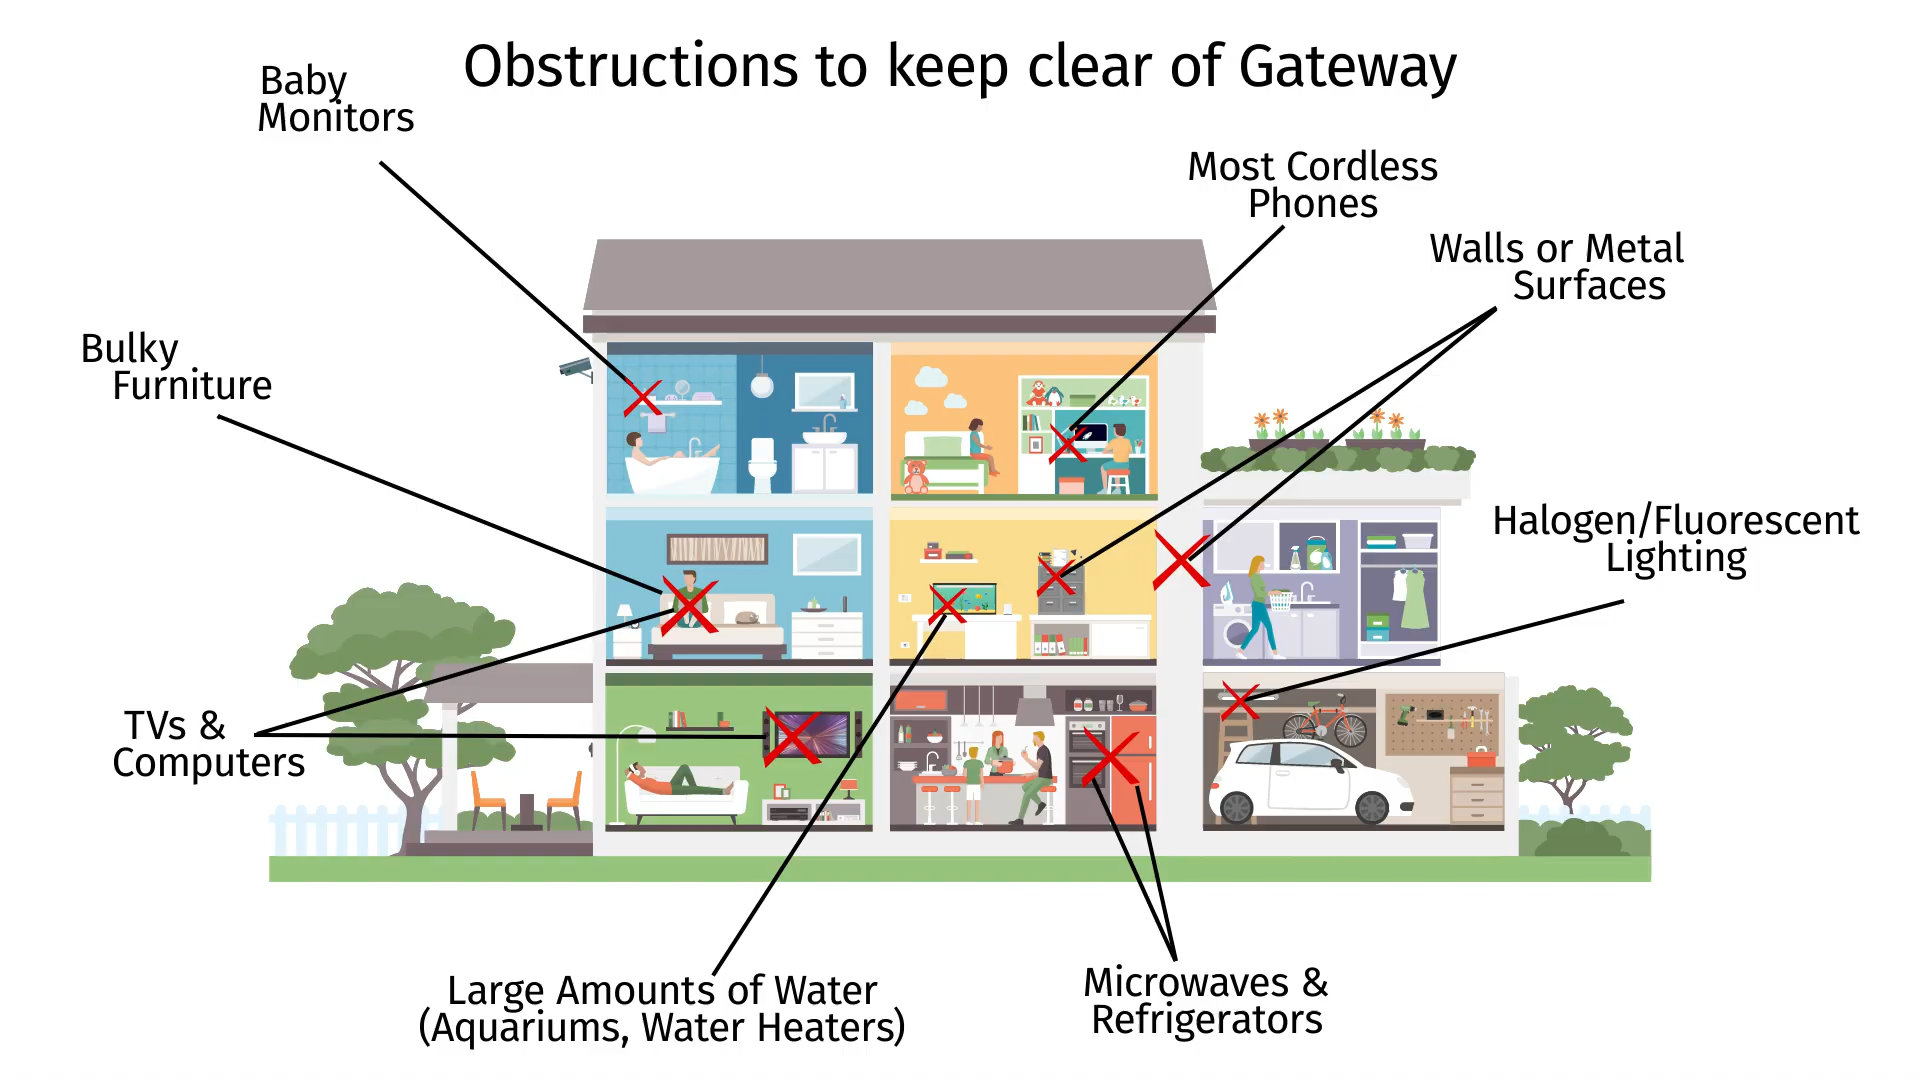 Obstructions to keep clear of Gateway
Baby
Monitors
Most Cordless
Phones
Walls or Metal
Surfaces
Bulky
Furniture
Halogen/Fluorescent
Lighting
TVs &
Computers
Large Amounts of Water
(Aquariums, Water Heaters)
Microwaves &
Refrigerators